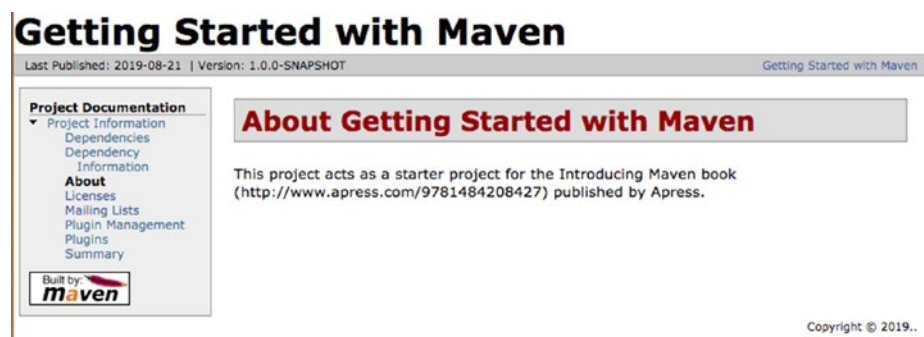 Getting Started with Maven
Last Published: 2019-08-21 | Version: 1.0.0-SNAPSHOT
Getting Started with Maven
Project Documentation
Project Information
Dependencies
Dependency
Information
About
Licenses
Mailing Lists
Plugin Management
Plugins
Summary
Built by:
maven
About Getting Started with Maven
This project acts as a starter project for the Introducing Maven book
(http://www.apress.com/9781484208427) published by Apress.
Copyright © 2019..